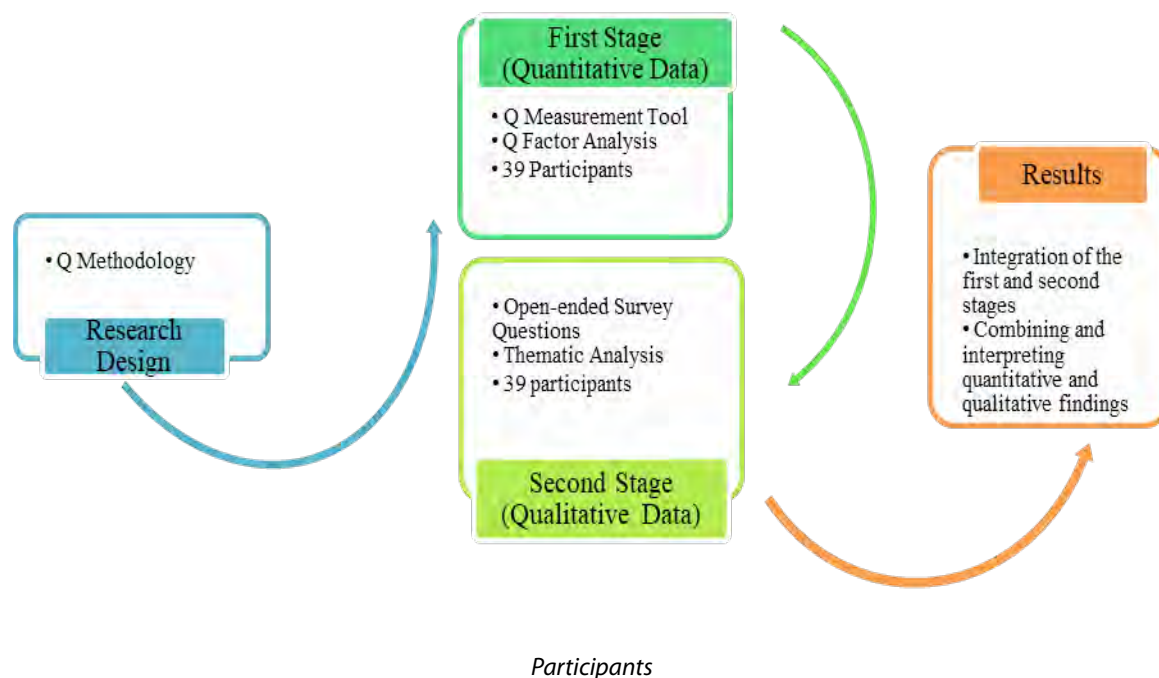 • Q Methodology
Research
Design
First Stage
(Quantitative Data)
• Q Measurement Tool
• Q Factor Analysis
• 39 Participants
• Open-ended Survey
Questions
• Thematic Analysis
• 39 participants
Second Stage
(Qualitative Data)
Results
• Integration of the
first and second
stages
• Combining and
interpreting
quantitative and
qualitative findings
Participants